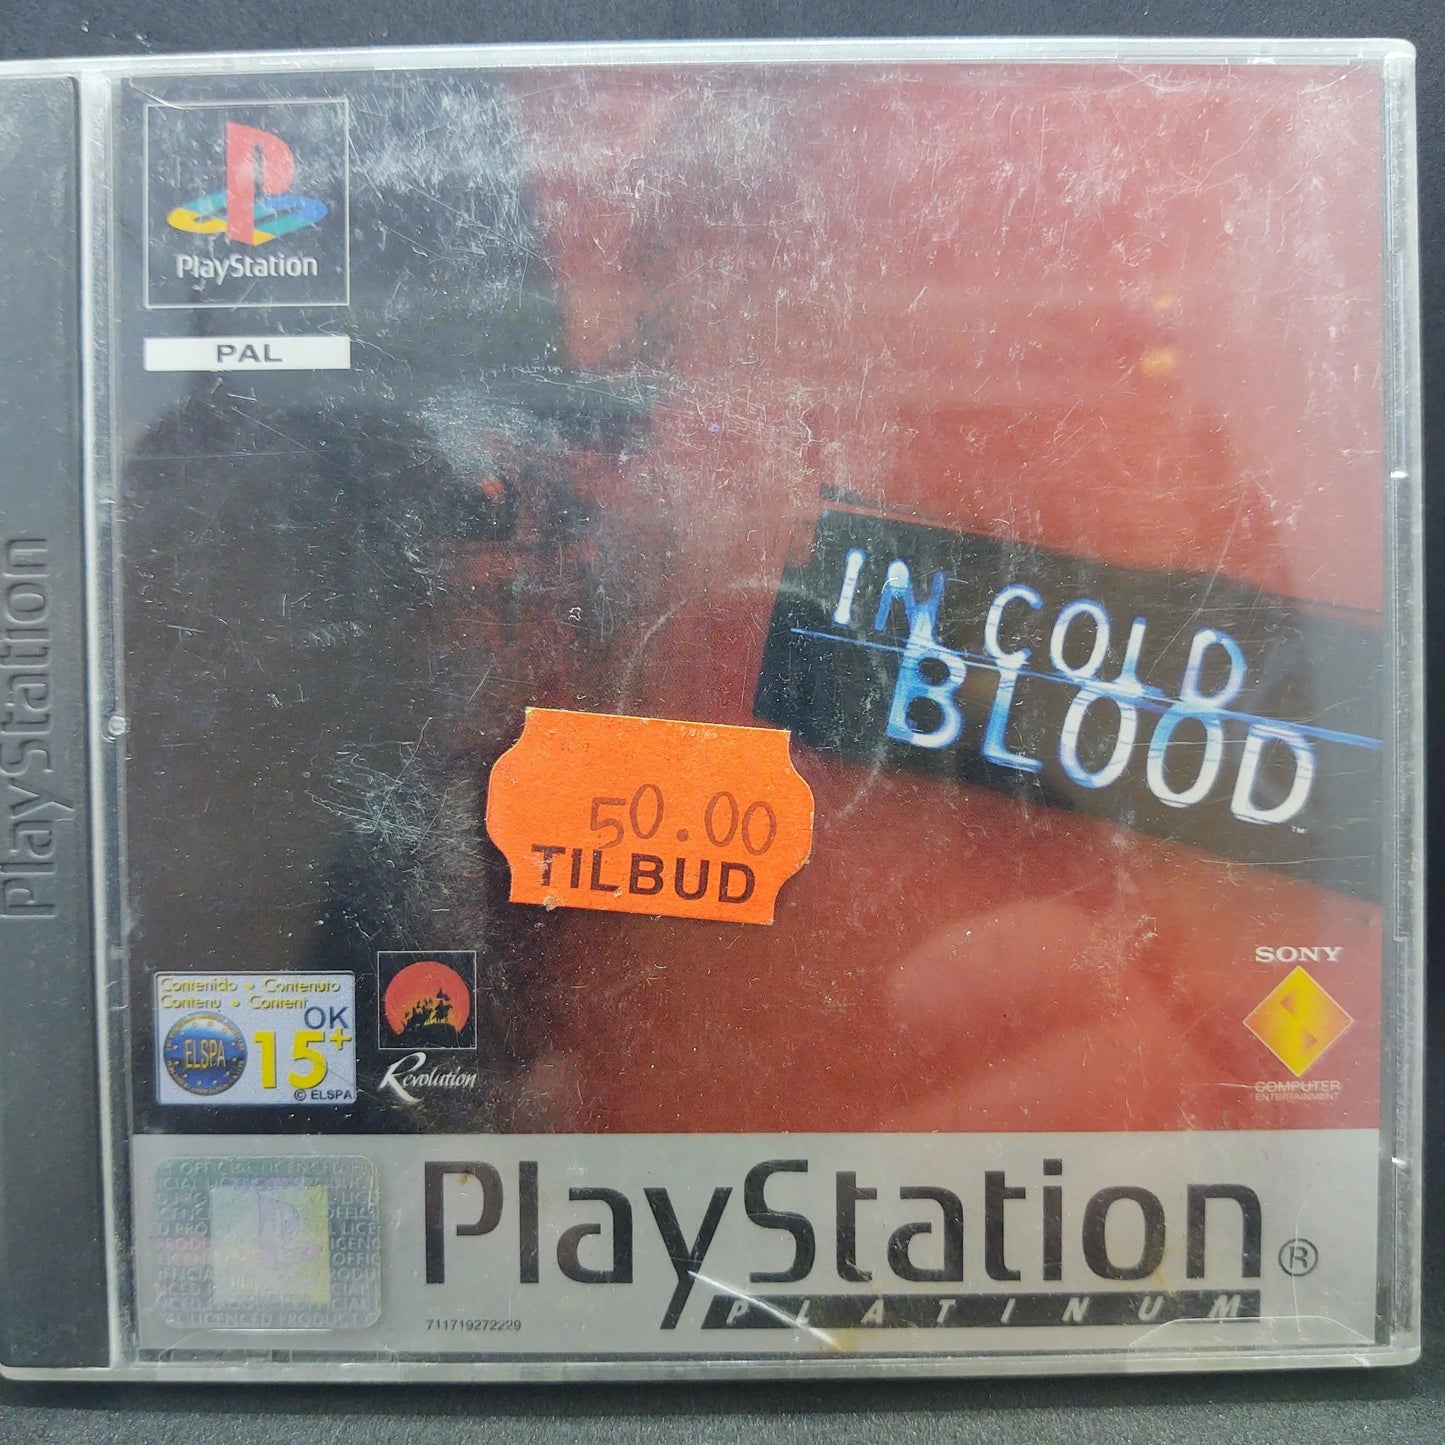 PlayStation
PlayStation
PAL
IN COLD
BLOOD
TM
50.00
TILBUD
Contenido • Contenuto
Contenu • Content
OK
ELSPA
15+
© ELSPA
Revolution
SONY
COMPUTER
ENTERTAINMENT
PlayStation®
PLATINUM
711719272229